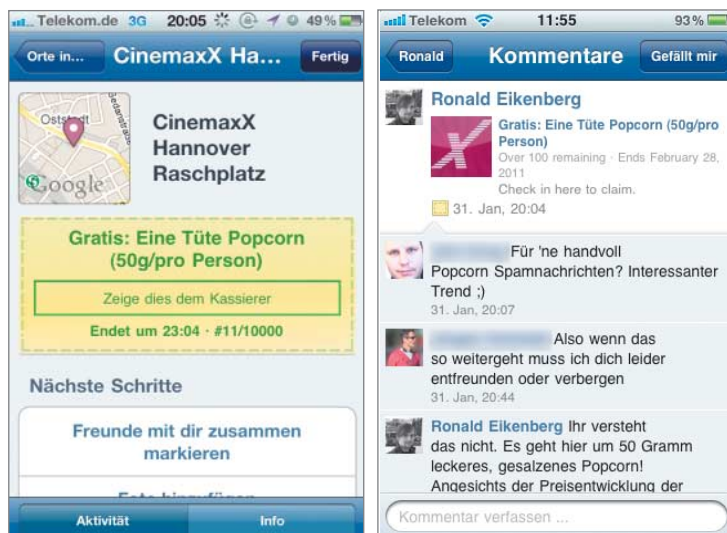 Telekom.de 3G 20:05 49%
Orte in... CinemaxX Ha... Fertig
Oststadt
Google
CinemaxX
Hannover
Raschplatz
Gratis: Eine Tüte Popcorn
(50g/pro Person)
Zeige dies dem Kassierer
Endet um 23:04 · #11/10000
Nächste Schritte
Freunde mit dir zusammen
markieren
Foto hinzufügen
Aktivität Info
Telekom 11:55 93%
Ronald Kommentare Gefällt mir
Ronald Eikenberg
X
Gratis: Eine Tüte Popcorn (50g/pro
Person)
Over 100 remaining · Ends February 28,
2011
Check in here to claim.
31. Jan, 20:04
Für 'ne handvoll
Popcorn Spamnachrichten? Interessanter
Trend ;)
31. Jan, 20:07
Also wenn das
so weitergeht muss ich dich leider
entfreunden oder verbergen
31. Jan, 20:44
Ronald Eikenberg Ihr versteht
das nicht. Es geht hier um 50 Gramm
leckeres, gesalzenes Popcorn!
Angesichts der Preisentwicklung der
Kommentar verfassen ...